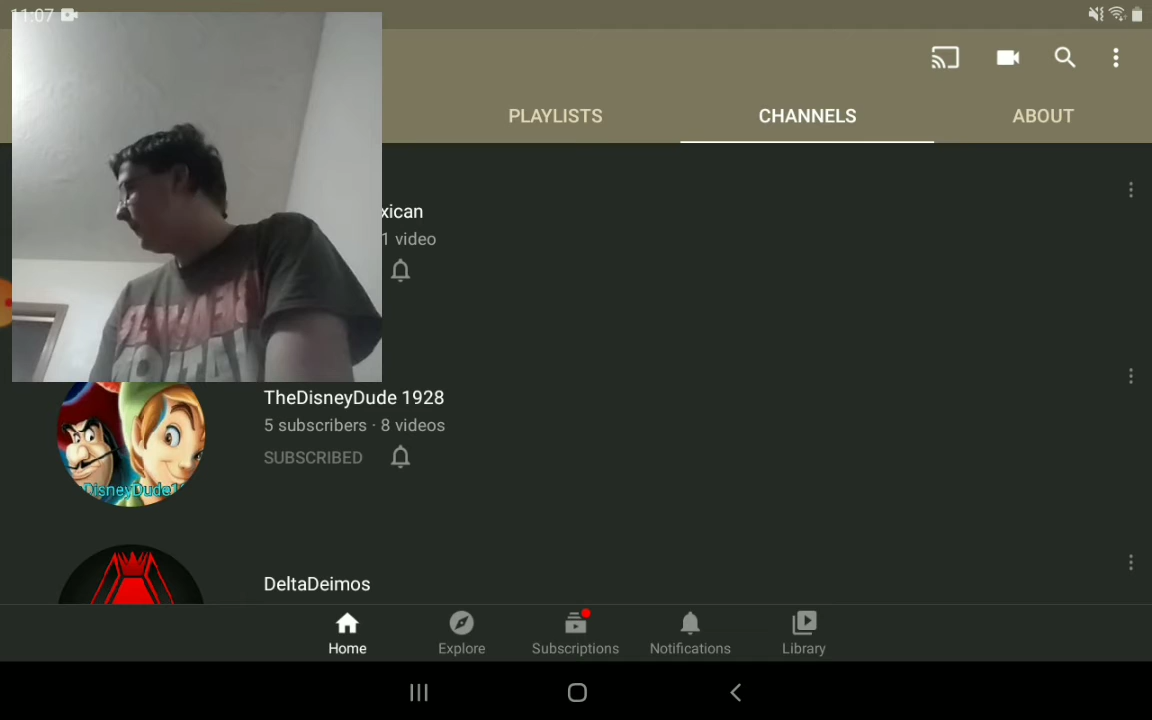 11:07
PLAYLISTS CHANNELS ABOUT
xican
1 video
TheDisneyDude 1928
5 subscribers · 8 videos
SUBSCRIBED
DisneyDude1
DeltaDeimos
Home Explore Subscriptions Notifications Library